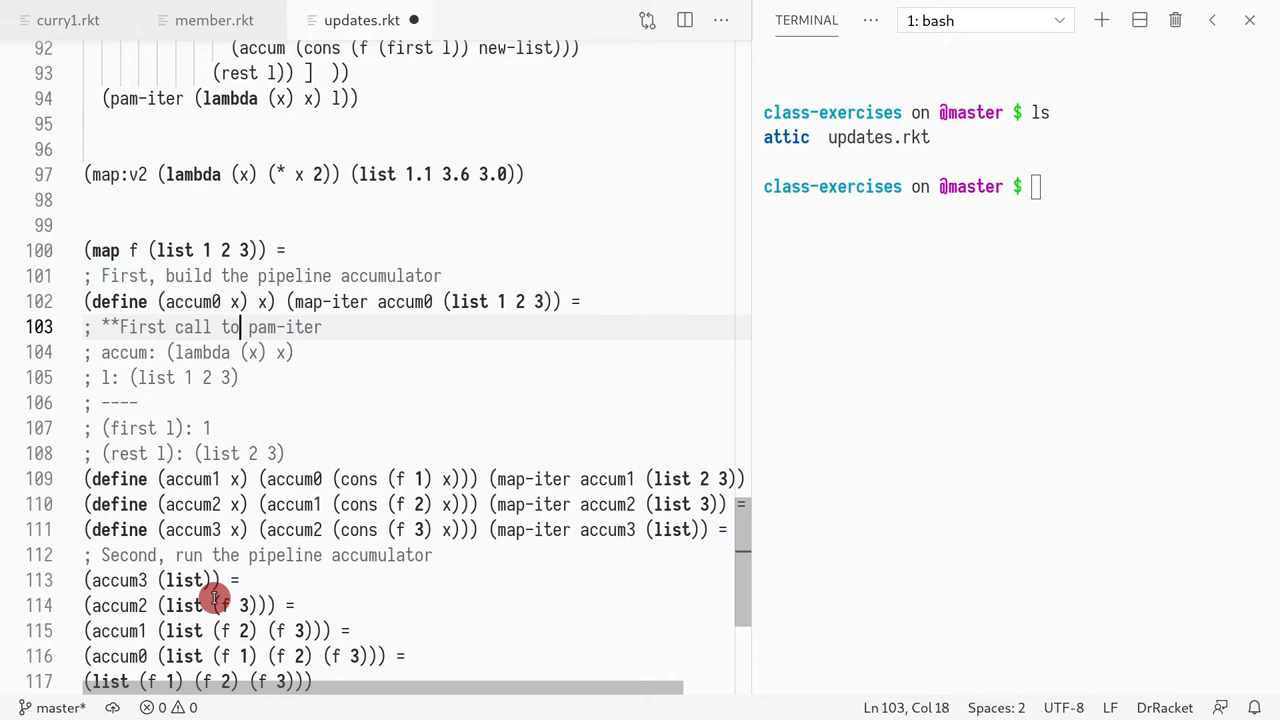 curry1.rkt member.rkt updates.rkt TERMINAL 1: bash
92 (accum (cons (f (first l)) new-list)))
93 (rest l)) ] ))
94 (pam-iter (lambda (x) x) l))
95
96
97 (map:v2 (lambda (x) (* x 2)) (list 1.1 3.6 3.0))
98
99
100 (map f (list 1 2 3)) =
101 ; First, build the pipeline accumulator
102 (define (accum0 x) x) (map-iter accum0 (list 1 2 3)) =
103 ; **First call to pam-iter
104 ; accum: (lambda (x) x)
105 ; l: (list 1 2 3)
106 ; ----
107 ; (first l): 1
108 ; (rest l): (list 2 3)
109 (define (accum1 x) (accum0 (cons (f 1) x))) (map-iter accum1 (list 2 3))
110 (define (accum2 x) (accum1 (cons (f 2) x))) (map-iter accum2 (list 3)) =
111 (define (accum3 x) (accum2 (cons (f 3) x))) (map-iter accum3 (list)) =
112 ; Second, run the pipeline accumulator
113 (accum3 (list)) =
114 (accum2 (list (f 3))) =
115 (accum1 (list (f 2) (f 3))) =
116 (accum0 (list (f 1) (f 2) (f 3))) =
117 (list (f 1) (f 2) (f 3)))
class-exercises on @master $ ls
attic updates.rkt
class-exercises on @master $
master* 0 0 Ln 103, Col 18 Spaces: 2 UTF-8 LF DrRacket